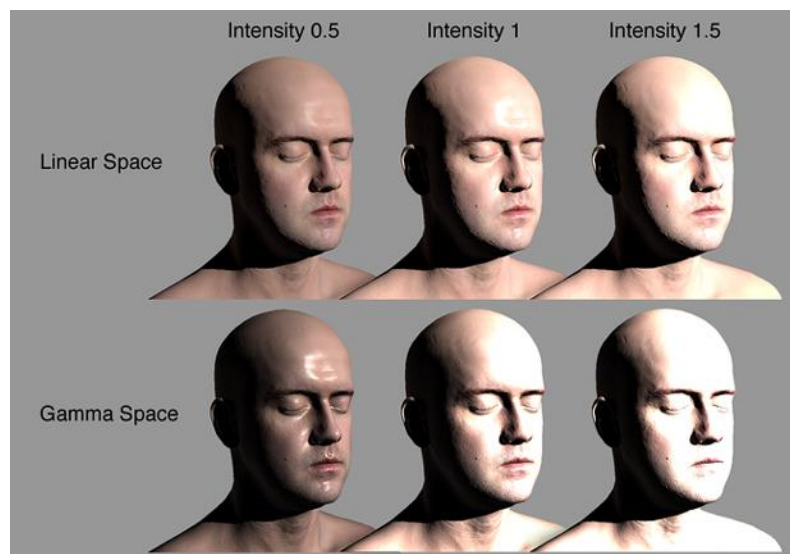 Intensity 0.5
Intensity 1
Intensity 1.5
Linear Space
Gamma Space